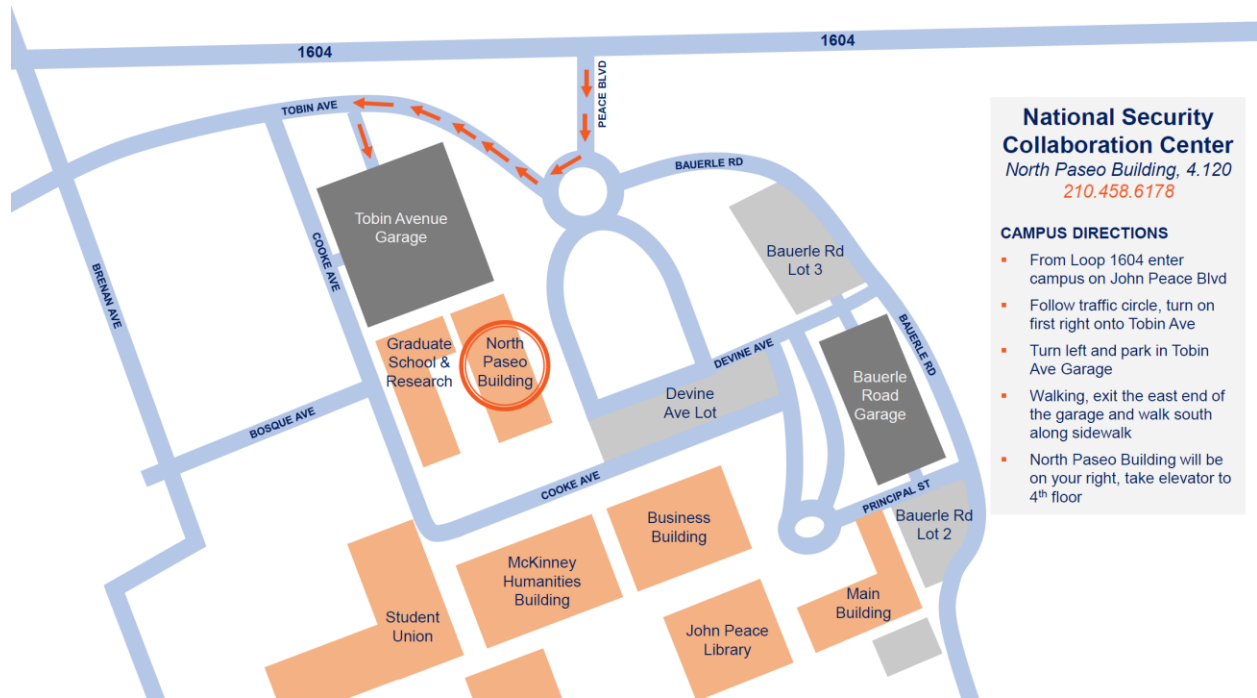 1604
1604
PEACE BLVD
TOBIN AVE
BAUERLE RD
Tobin Avenue
Garage
COOKE AVE
BRENAN AVE
Bauerle Rd
Lot 3
BAUERLE RD
Graduate
School &
Research
North
Paseo
Building
DEVINE AVE
Devine
Ave Lot
Bauerle
Road
Garage
BOSQUE AVE
COOKE AVE
PRINCIPAL ST
Bauerle Rd
Lot 2
Business
Building
McKinney
Humanities
Building
Student
Union
John Peace
Library
Main
Building
National Security
Collaboration Center
North Paseo Building, 4.120
210.458.6178
CAMPUS DIRECTIONS
▪ From Loop 1604 enter
campus on John Peace Blvd
▪ Follow traffic circle, turn on
first right onto Tobin Ave
▪ Turn left and park in Tobin
Ave Garage
▪ Walking, exit the east end of
the garage and walk south
along sidewalk
▪ North Paseo Building will be
on your right, take elevator to
4th floor